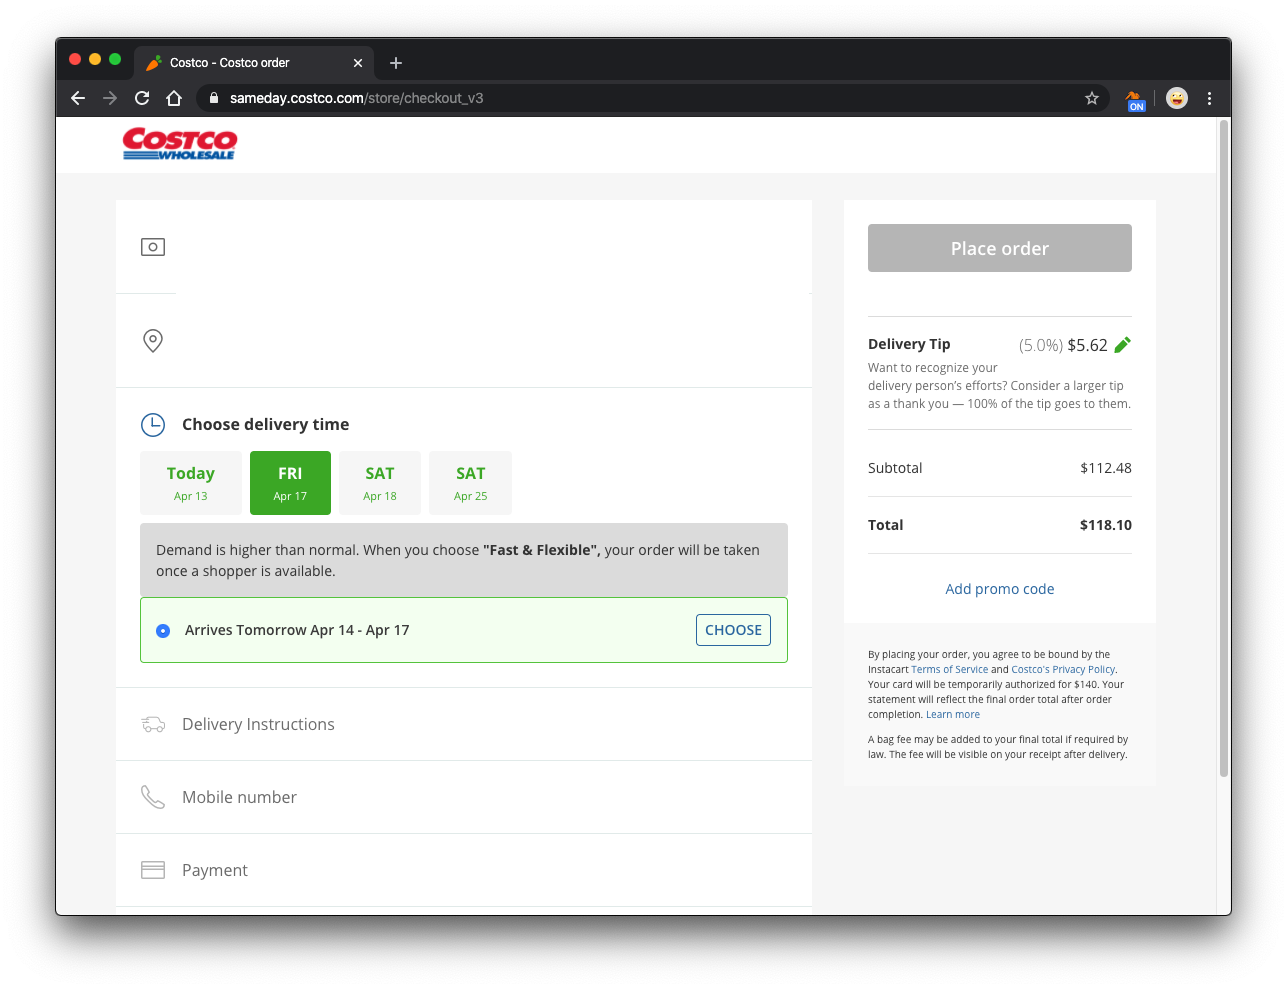 Costco - Costco order
sameday.costco.com/store/checkout_v3
ON
COSTCO
WHOLESALE
Choose delivery time
Today
Apr 13
FRI
Apr 17
SAT
Apr 18
SAT
Apr 25
Demand is higher than normal. When you choose "Fast & Flexible", your order will be taken
once a shopper is available.
Arrives Tomorrow Apr 14 - Apr 17
CHOOSE
Delivery Instructions
Mobile number
Payment
Place order
Delivery Tip (5.0%) $5.62
Want to recognize your
delivery person's efforts? Consider a larger tip
as a thank you — 100% of the tip goes to them.
Subtotal $112.48
Total $118.10
Add promo code
By placing your order, you agree to be bound by the
Instacart Terms of Service and Costco's Privacy Policy.
Your card will be temporarily authorized for $140. Your
statement will reflect the final order total after order
completion. Learn more
A bag fee may be added to your final total if required by
law. The fee will be visible on your receipt after delivery.